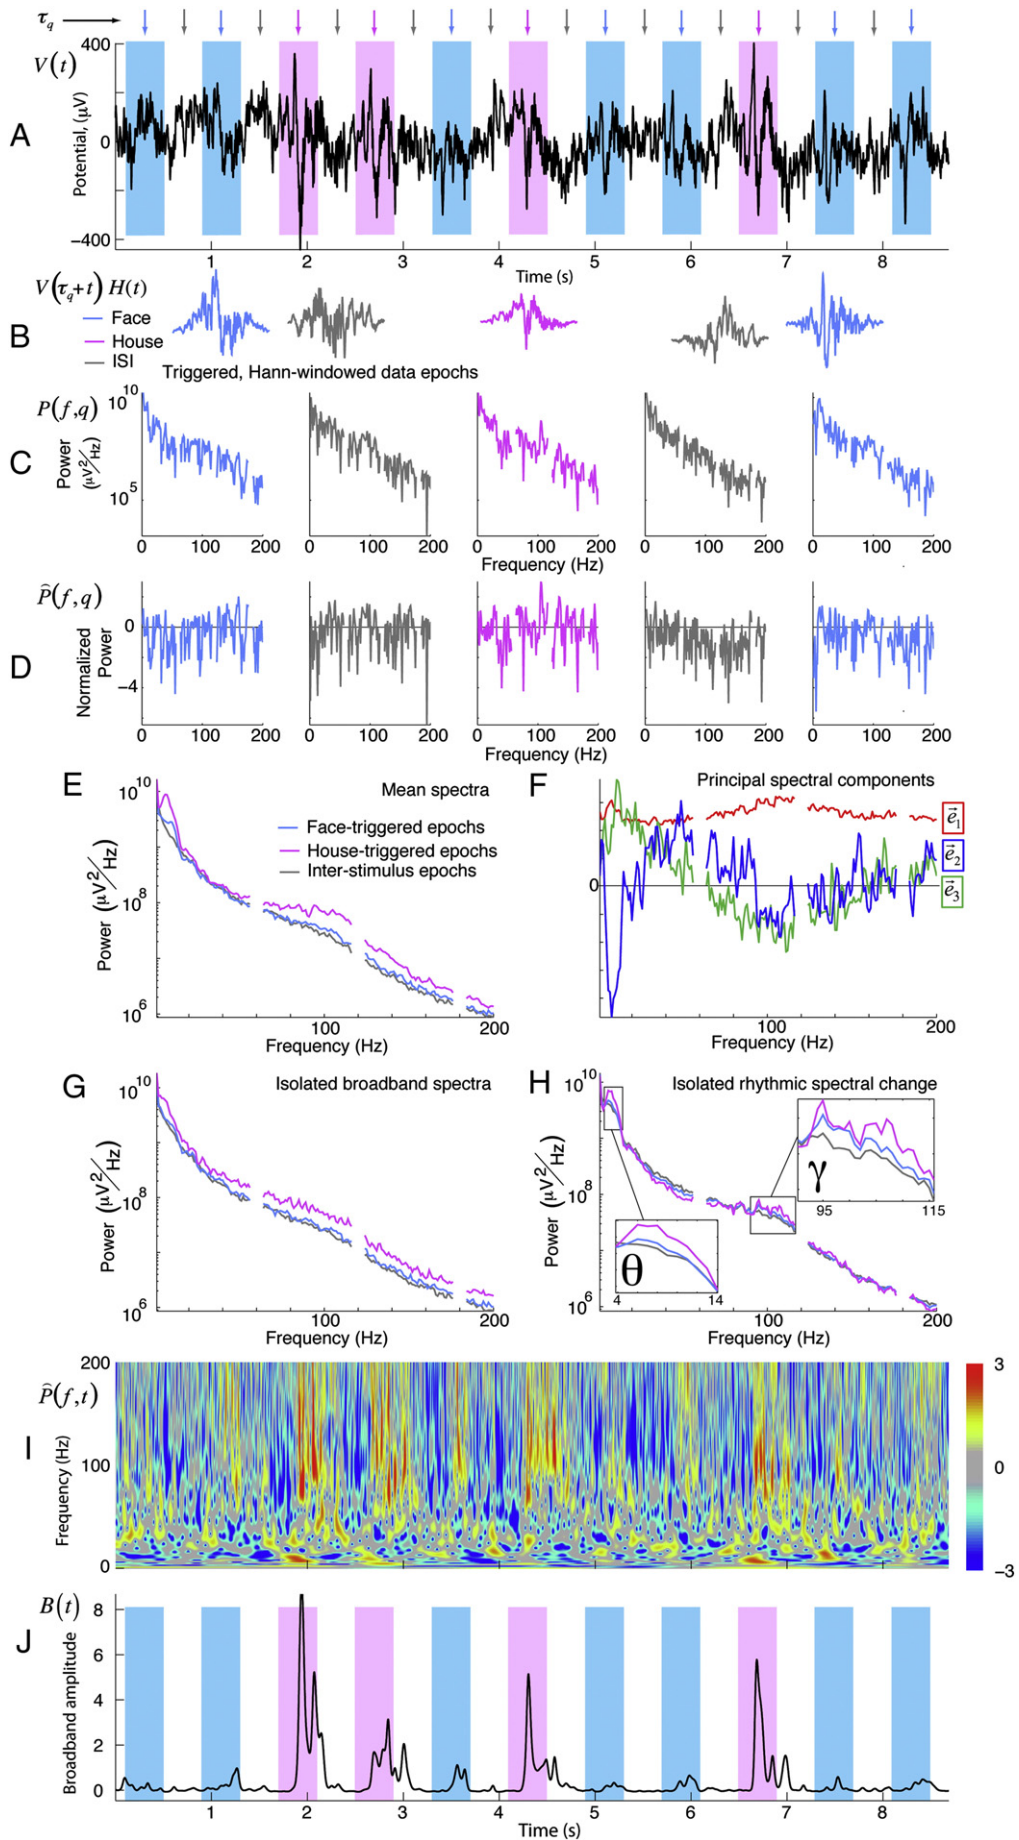 τq
V(t)
400
A
Potential, (μV)
0
−400
1 2 3 4 5 6 7 8
Time (s)
V(τq+t) H(t)
B
Face
House
ISI
Triggered, Hann-windowed data epochs
P(f,q)
C
Power (μV²/Hz)
10^10
10^5
0 100 200 0 100 200 0 100 200 0 100 200 0 100 200
Frequency (Hz)
P̂(f,q)
D
Normalized Power
0
−4
0 100 200 0 100 200 0 100 200 0 100 200 0 100 200
Frequency (Hz)
E
Mean spectra
Face-triggered epochs
House-triggered epochs
Inter-stimulus epochs
Power (μV²/Hz)
10^10
10^8
10^6
100 200
Frequency (Hz)
F
Principal spectral components
e⃗1
e⃗2
e⃗3
0
100 200
Frequency (Hz)
G
Isolated broadband spectra
Power (μV²/Hz)
10^10
10^8
10^6
100 200
Frequency (Hz)
H
Isolated rhythmic spectral change
Power (μV²/Hz)
10^10
10^8
10^6
γ
95 115
θ
4 14
100 200
Frequency (Hz)
P̂(f,t)
I
Frequency (Hz)
200
100
0
3
0
−3
B(t)
J
Broadband amplitude
8
6
4
2
0
1 2 3 4 5 6 7 8
Time (s)